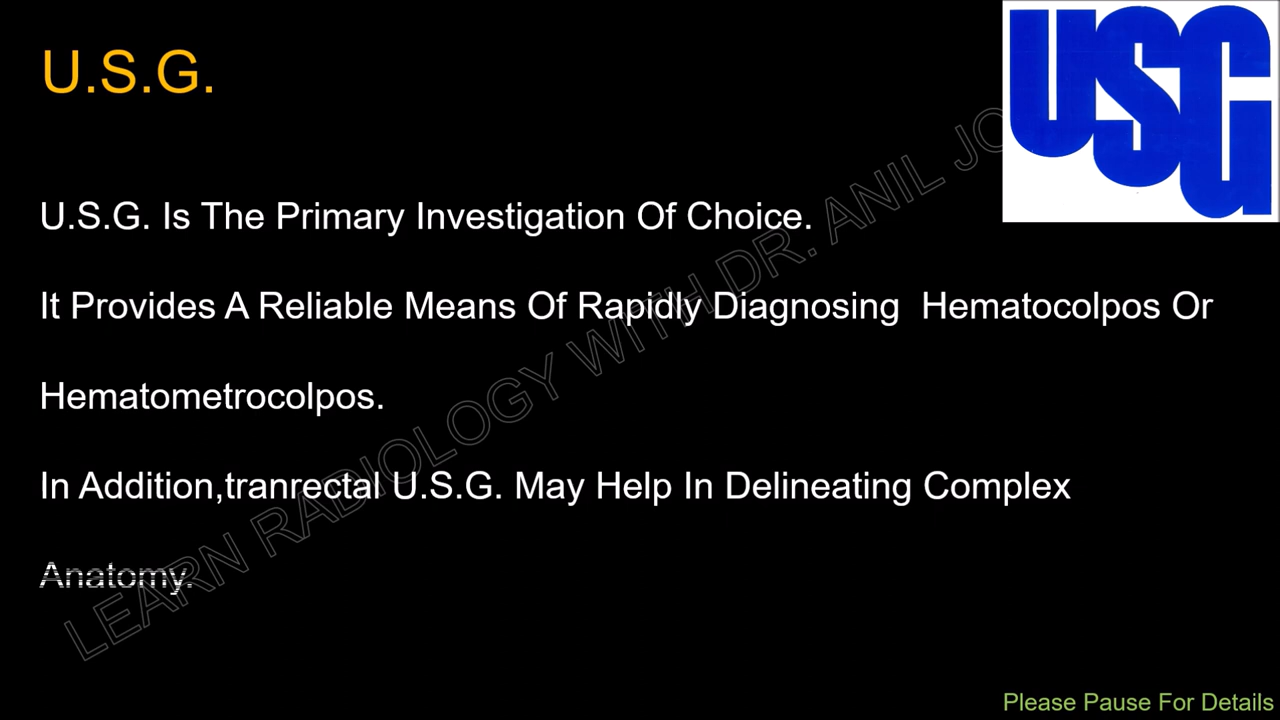 U.S.G.
USG
U.S.G. Is The Primary Investigation Of Choice.
It Provides A Reliable Means Of Rapidly Diagnosing  Hematocolpos Or
Hematometrocolpos.
In Addition,tranrectal U.S.G. May Help In Delineating Complex
Anatomy.
LEARN RADIOLOGY WITH DR. ANIL
Please Pause For Details